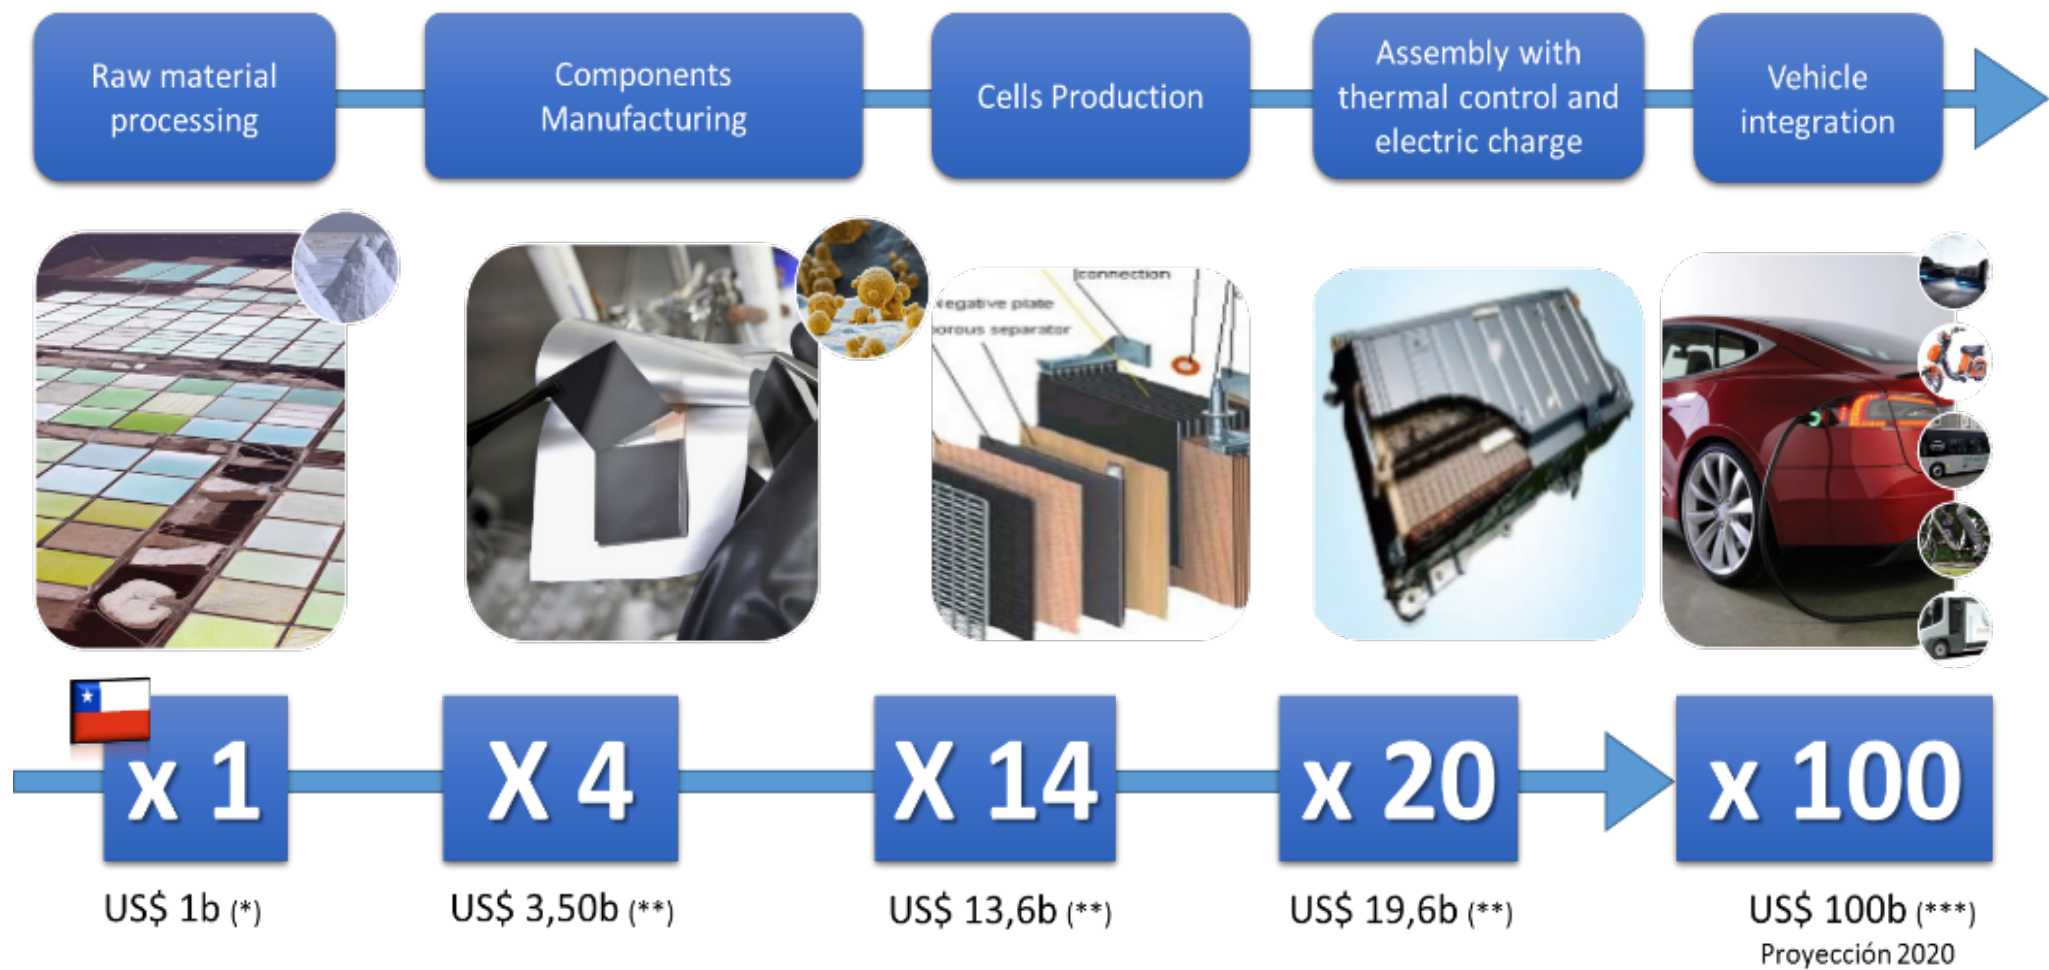 Raw material
processing
Components
Manufacturing
Cells Production
Assembly with
thermal control and
electric charge
Vehicle
integration
connection
egative plate
orous separator
x 1
X 4
X 14
x 20
x 100
US$ 1b (*)
US$ 3,50b (**)
US$ 13,6b (**)
US$ 19,6b (**)
US$ 100b (***)
Proyección 2020